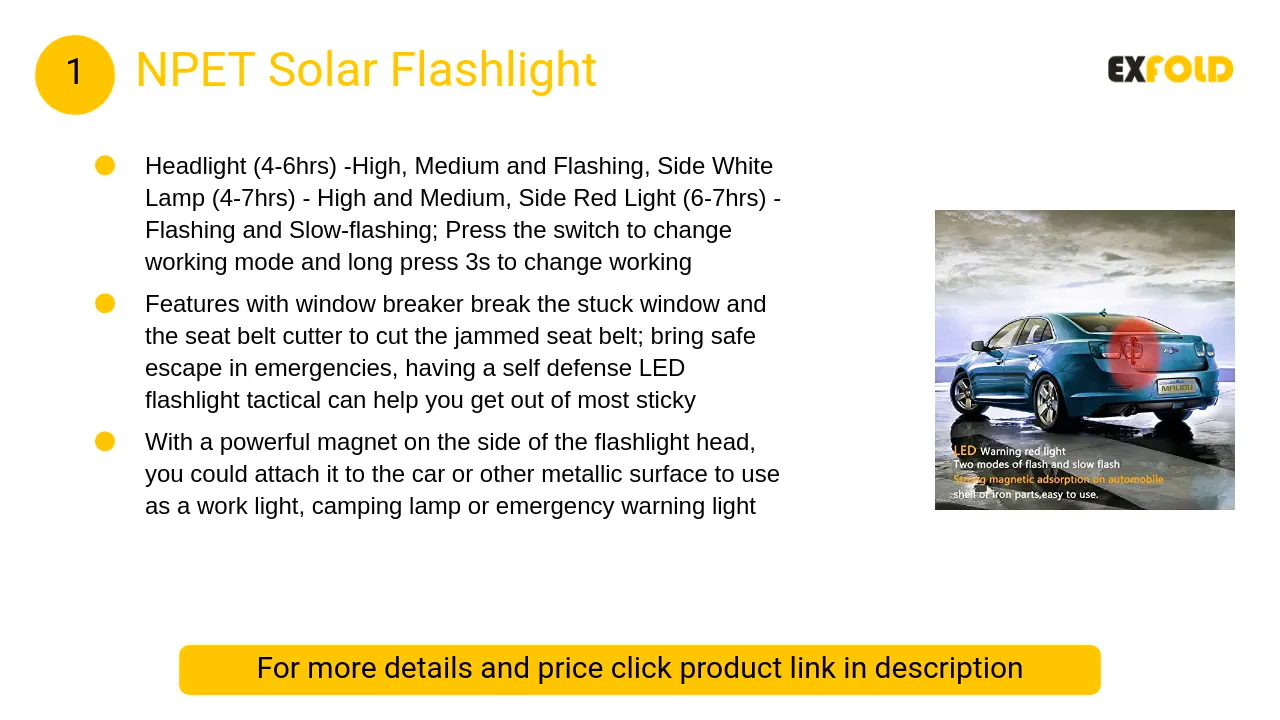 1
NPET Solar Flashlight
EXFOLD
Headlight (4-6hrs) -High, Medium and Flashing, Side White
Lamp (4-7hrs) - High and Medium, Side Red Light (6-7hrs) -
Flashing and Slow-flashing; Press the switch to change
working mode and long press 3s to change working
Features with window breaker break the stuck window and
the seat belt cutter to cut the jammed seat belt; bring safe
escape in emergencies, having a self defense LED
flashlight tactical can help you get out of most sticky
With a powerful magnet on the side of the flashlight head,
you could attach it to the car or other metallic surface to use
as a work light, camping lamp or emergency warning light
MALIBU
LED Warning red light
Two modes of flash and slow flash
Strong magnetic adsorption on automobile
shell or iron parts,easy to use.
For more details and price click product link in description